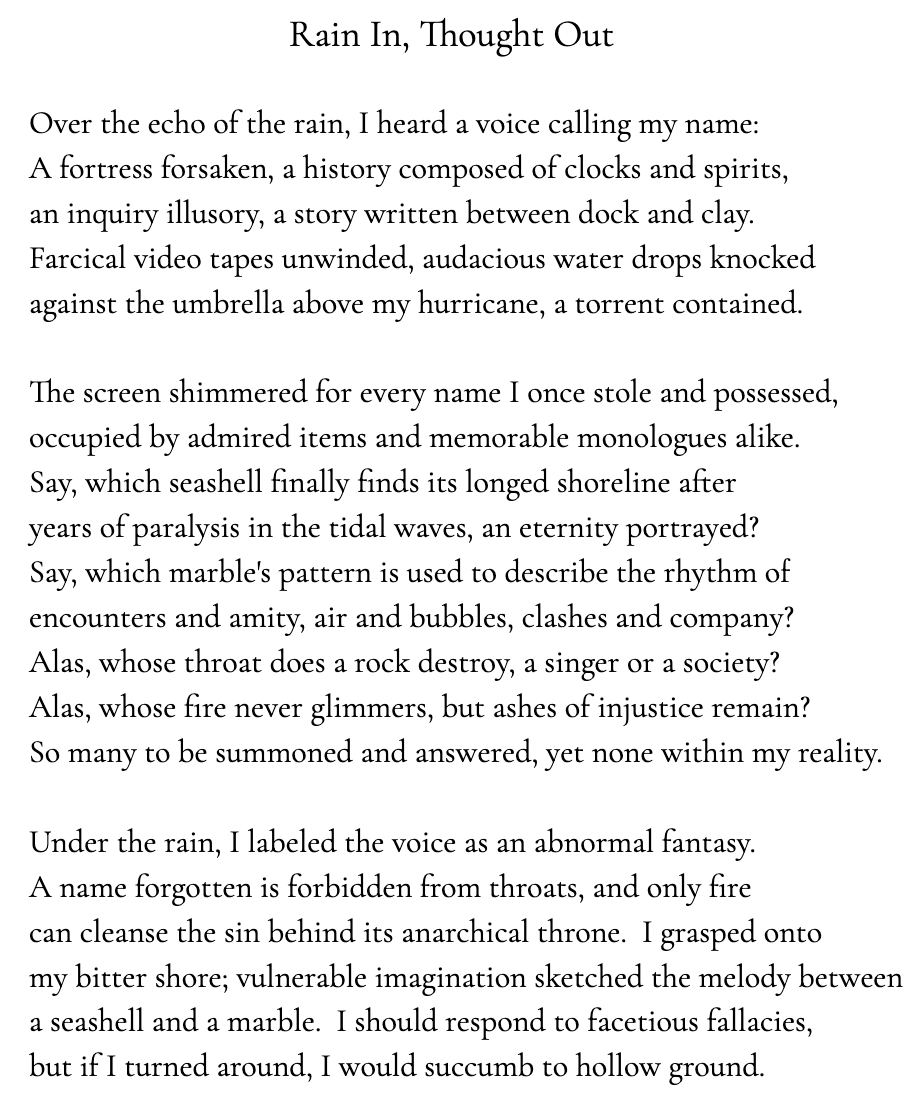 Rain In, Thought Out
Over the echo of the rain, I heard a voice calling my name:
A fortress forsaken, a history composed of clocks and spirits,
an inquiry illusory, a story written between dock and clay.
Farcical video tapes unwinded, audacious water drops knocked
against the umbrella above my hurricane, a torrent contained.
The screen shimmered for every name I once stole and possessed,
occupied by admired items and memorable monologues alike.
Say, which seashell finally finds its longed shoreline after
years of paralysis in the tidal waves, an eternity portrayed?
Say, which marble's pattern is used to describe the rhythm of
encounters and amity, air and bubbles, clashes and company?
Alas, whose throat does a rock destroy, a singer or a society?
Alas, whose fire never glimmers, but ashes of injustice remain?
So many to be summoned and answered, yet none within my reality.
Under the rain, I labeled the voice as an abnormal fantasy.
A name forgotten is forbidden from throats, and only fire
can cleanse the sin behind its anarchical throne.  I grasped onto
my bitter shore; vulnerable imagination sketched the melody between
a seashell and a marble.  I should respond to facetious fallacies,
but if I turned around, I would succumb to hollow ground.